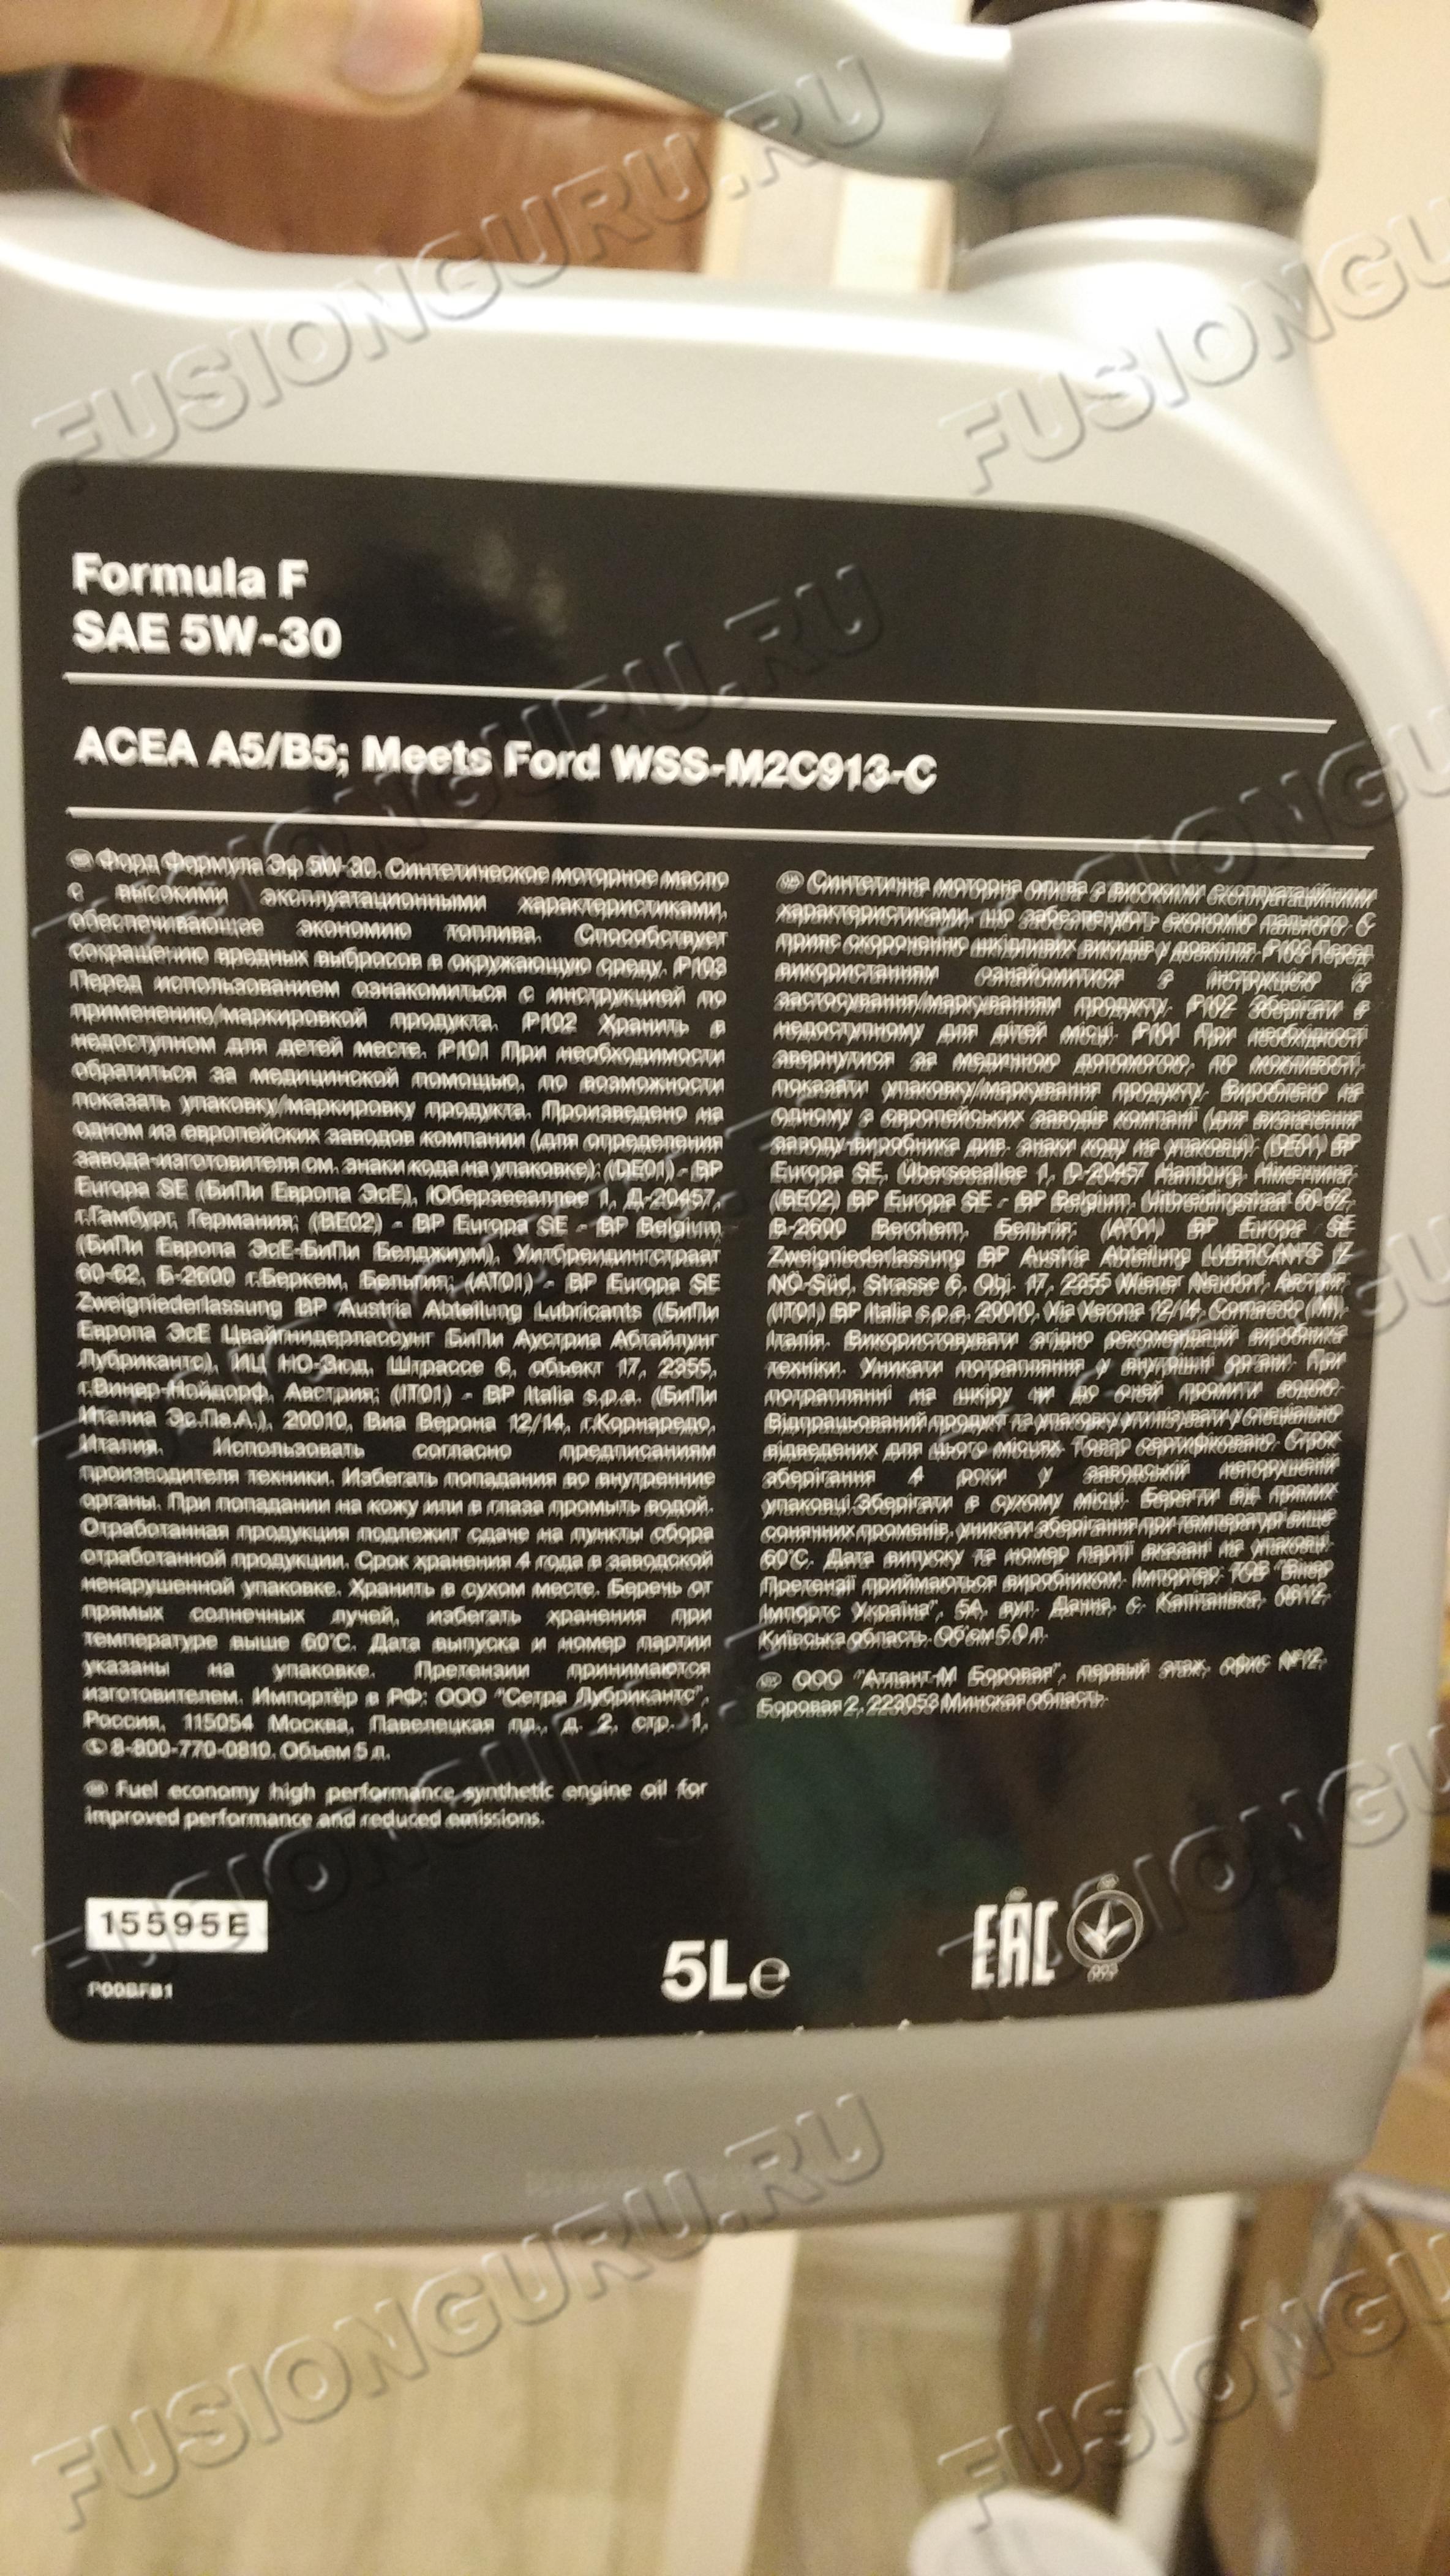 Formula F
SAE 5W-30
ACEA A5/B5; Meets Ford WSS-M2C913-C
Форд Формула Эф 5W-30. Синтетическое моторное масло
с высокими эксплуатационными характеристиками,
обеспечивающее экономию топлива. Способствует
сокращению вредных выбросов в окружающую среду. P103
Перед использованием ознакомиться с инструкцией по
применению/маркировкой продукта. P102 Хранить в
недоступном для детей месте. P101 При необходимости
обратиться за медицинской помощью, по возможности
показать упаковку/маркировку продукта. Произведено на
одном из европейских заводов компании (для определения
завода-изготовителя см. знаки кода на упаковке): (DE01) - BP
Europa SE (БиПи Европа ЭсЕ), Юберзееаллее 1, Д-20457,
г.Гамбург, Германия; (BE02) - BP Europa SE - BP Belgium
(БиПи Европа ЭсЕ-БиПи Белджиум), Уитбреидингстраат
60-62, Б-2600 г.Беркем, Бельгия; (AT01) - BP Europa SE
Zweigniederlassung BP Austria Abteilung Lubricants (БиПи
Европа ЭсЕ Цвайгнидерлассунг БиПи Аустриа Абтайлунг
Лубрикантс), ИЦ НО-Зюд, Штрассе 6, объект 17, 2355,
г.Винер-Нойдорф, Австрия; (IT01) - BP Italia s.p.a. (БиПи
Италиа Эс.Па.А.), 20010, Виа Верона 12/14, г.Корнаредо,
Италия. Использовать согласно предписаниям
производителя техники. Избегать попадания во внутренние
органы. При попадании на кожу или в глаза промыть водой.
Отработанная продукция подлежит сдаче на пункты сбора
отработанной продукции. Срок хранения 4 года в заводской
ненарушенной упаковке. Хранить в сухом месте. Беречь от
прямых солнечных лучей, избегать хранения при
температуре выше 60°C. Дата выпуска и номер партии
указаны на упаковке. Претензии принимаются
изготовителем. Импортёр в РФ: ООО "Сетра Лубрикантс",
Россия, 115054 Москва, Павелецкая пл., д. 2, стр. 1,
8-800-770-0810. Объем 5 л.
Fuel economy high performance synthetic engine oil for
improved performance and reduced emissions.
Синтетична моторна олива з високими експлуатаційними
характеристиками, що забезпечують економію пального. С
прияє скороченню шкідливих викидів у довкілля. P103 Перед
використанням ознайомитися з інструкцією із
застосування/маркуванням продукту. P102 Зберігати в
недоступному для дітей місці. P101 При необхідності
звернутися за медичною допомогою, по можливості,
показати упаковку/маркування продукту. Вироблено на
одному з європейських заводів компанії (для визначення
заводу-виробника див. знаки коду на упаковці): (DE01) BP
Europa SE, Überseeallee 1, D-20457 Hamburg, Німеччина;
(BE02) BP Europa SE - BP Belgium, Uitbreidingstraat 60-62,
B-2600 Berchem, Бельгія; (AT01) BP Europa SE
Zweigniederlassung BP Austria Abteilung LUBRICANTS IZ
NÖ-Süd, Strasse 6, Obj. 17, 2355 Wiener Neudorf, Австрія;
(IT01) BP Italia s.p.a. 20010, Via Verona 12/14, Cornaredo (MI),
Італія. Використовувати згідно рекомендацій виробника
техніки. Уникати потрапляння у внутрішні органи. При
потраплянні на шкіру чи до очей промити водою.
Відпрацьований продукт та упаковку утилізувати у спеціально
відведених для цього місцях. Товар сертифіковано. Строк
зберігання 4 роки у заводській непорушеній
упаковці.Зберігати в сухому місці. Берегти від прямих
сонячних променів, уникати зберігання при температурі вище
60°C. Дата випуску та номер партії вказані на упаковці.
Претензії приймаються виробником. Імпортер: ТОВ "Вінер
Імпортс Україна", 5А, вул. Дачна, с. Капітанівка, 08112,
Київська область. Об'єм 5.0 л.
ООО "Атлант-М Боровая", первый этаж, офис №12,
Боровая 2, 223053 Минская область.
15595E
P00BFB1
5L e
EAC
003
FUSIONGURU.RU